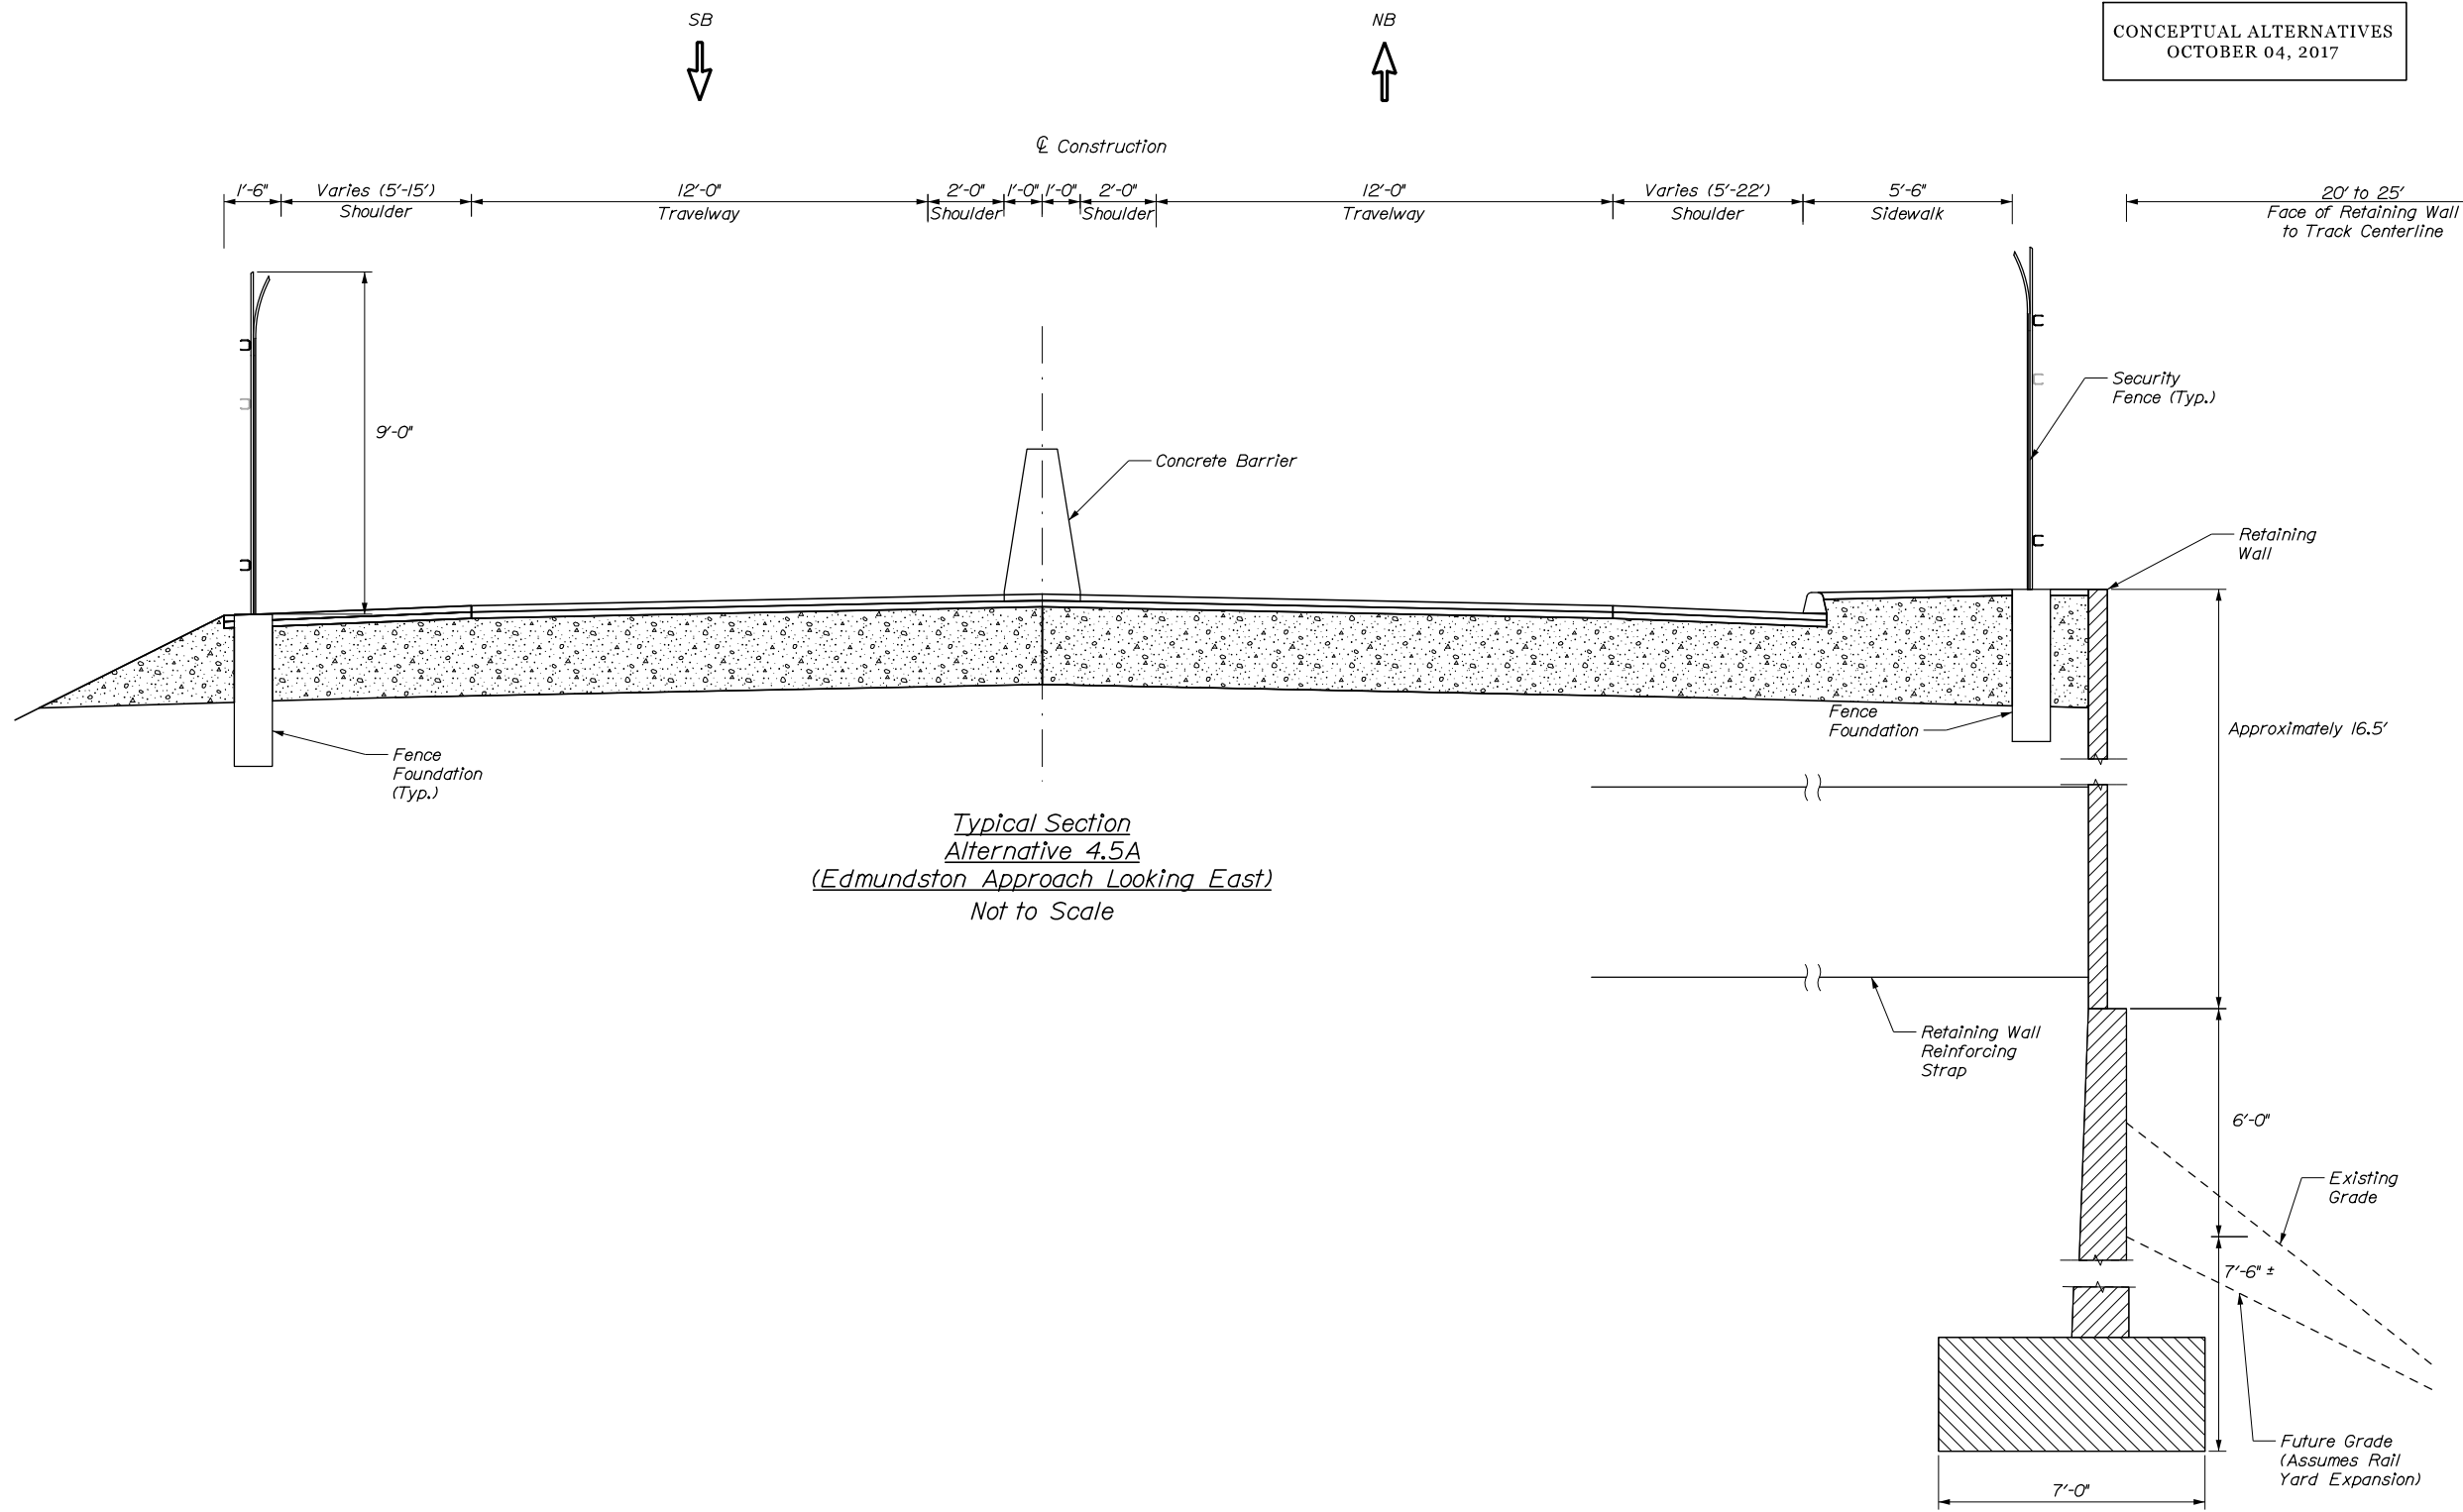 SB
NB
CONCEPTUAL ALTERNATIVES
OCTOBER 04, 2017
℄ Construction
1'-6"
Varies (5'-15')
Shoulder
12'-0"
Travelway
2'-0"
Shoulder
1'-0"
1'-0"
2'-0"
Shoulder
12'-0"
Travelway
Varies (5'-22')
Shoulder
5'-6"
Sidewalk
20' to 25'
Face of Retaining Wall
to Track Centerline
9'-0"
Concrete Barrier
Security
Fence (Typ.)
Retaining
Wall
Fence
Foundation
(Typ.)
Fence
Foundation
Approximately 16.5'
Typical Section
Alternative 4.5A
(Edmundston Approach Looking East)
Not to Scale
Retaining Wall
Reinforcing
Strap
6'-0"
Existing
Grade
7'-6" ±
Future Grade
(Assumes Rail
Yard Expansion)
7'-0"